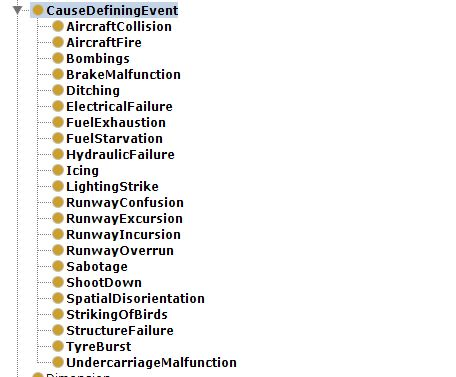 CauseDefiningEvent
AircraftCollision
AircraftFire
Bombings
BrakeMalfunction
Ditching
ElectricalFailure
FuelExhaustion
FuelStarvation
HydraulicFailure
Icing
LightingStrike
RunwayConfusion
RunwayExcursion
RunwayIncursion
RunwayOverrun
Sabotage
ShootDown
SpatialDisorientation
StrikingOfBirds
StructureFailure
TyreBurst
UndercarriageMalfunction
Dimension